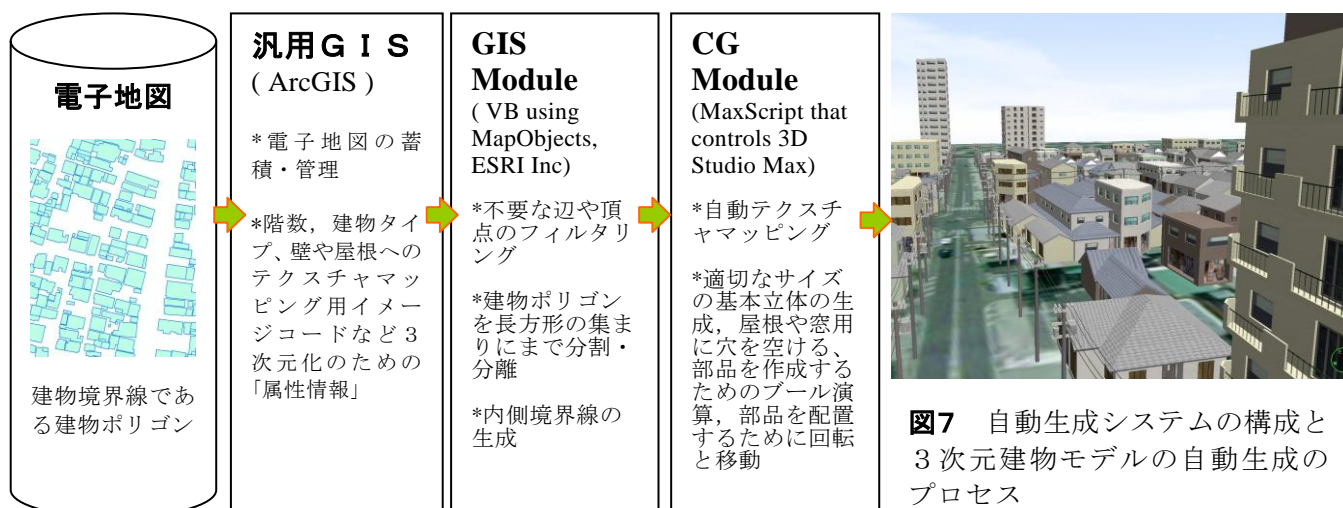 電子地図
建物境界線であ
る建物ポリゴン
汎用ＧＩＳ
( ArcGIS )
*電子地図の蓄
積・管理
*階数，建物タイ
プ、壁や屋根への
テクスチャマッ
ピング用イメー
ジコードなど３
次元化のための
「属性情報」
GIS
Module
( VB using
MapObjects,
ESRI Inc)
*不要な辺や頂
点のフィルタリ
ング
*建物ポリゴン
を長方形の集ま
りにまで分割・
分離
*内側境界線の
生成
CG
Module
(MaxScript that
controls 3D
Studio Max)
*自動テクスチ
ャマッピング
*適切なサイズ
の基本立体の生
成，屋根や窓用
に穴を空ける、
部品を作成する
ためのブール演
算，部品を配置
するために回転
と移動
図7　自動生成システムの構成と
３次元建物モデルの自動生成の
プロセス